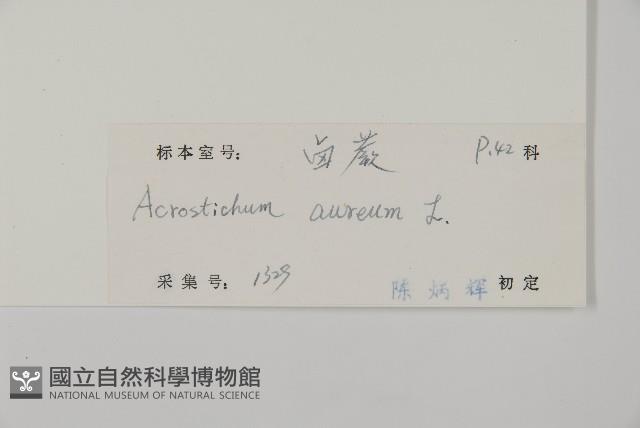 标本室号: 卤蕨 P.42 科
Acrostichum aureum L.
采集号: 1329 陈炳辉 初定
國立自然科學博物館
NATIONAL MUSEUM OF NATURAL SCIENCE